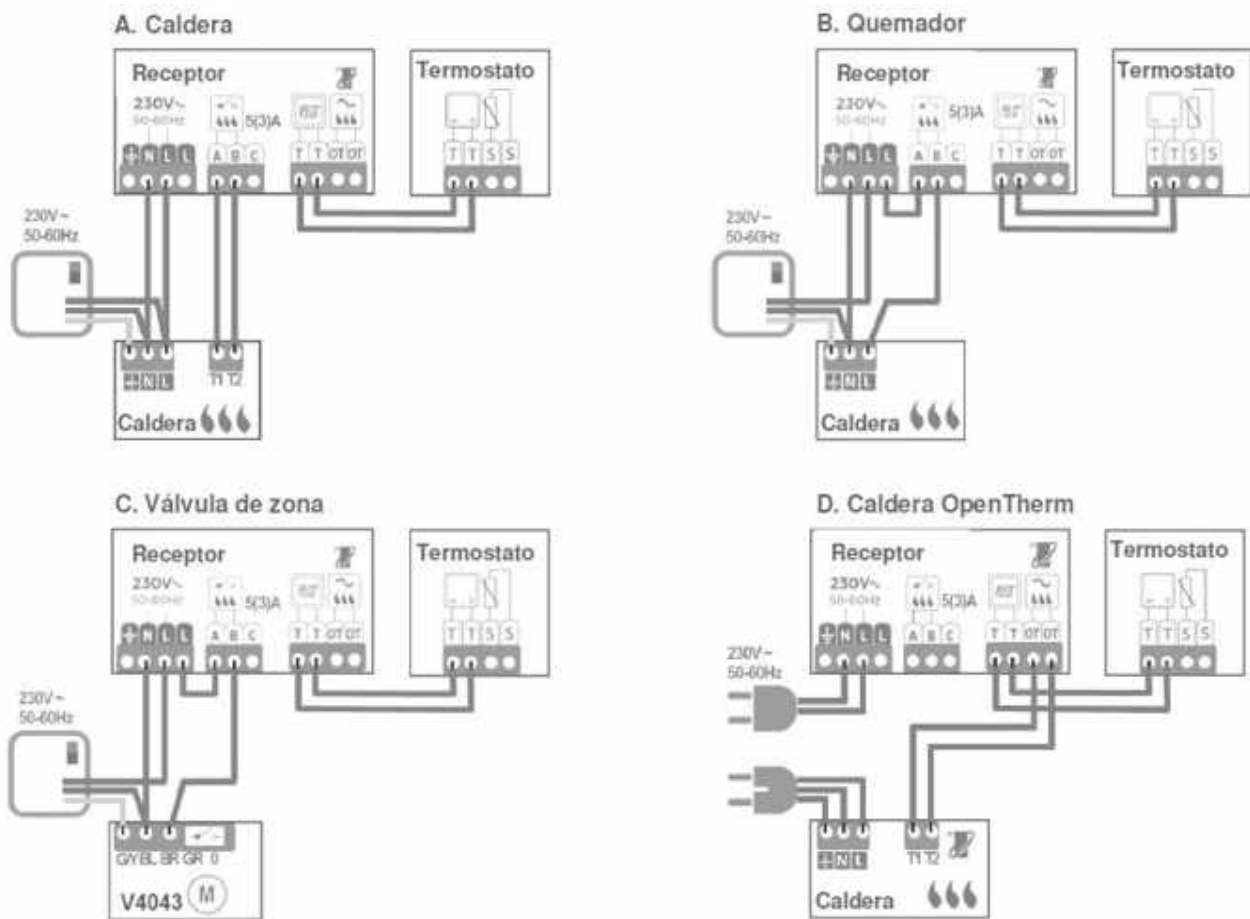 A. Caldera
Receptor
Termostato
230V~
50-60Hz
5(3)A
N L L A B C T T OT OT
T T S S
230V~
50-60Hz
N L T1 T2
Caldera
B. Quemador
Receptor
Termostato
230V~
50-60Hz
5(3)A
N L L A B C T T OT OT
T T S S
230V~
50-60Hz
N L
Caldera
C. Válvula de zona
Receptor
Termostato
230V~
50-60Hz
5(3)A
N L L A B C T T OT OT
T T S S
230V~
50-60Hz
G/Y BL BR GR 0
V4043 M
D. Caldera OpenTherm
Receptor
Termostato
230V~
50-60Hz
5(3)A
N L L A B C T T OT OT
T T S S
230V~
50-60Hz
N L T1 T2
Caldera